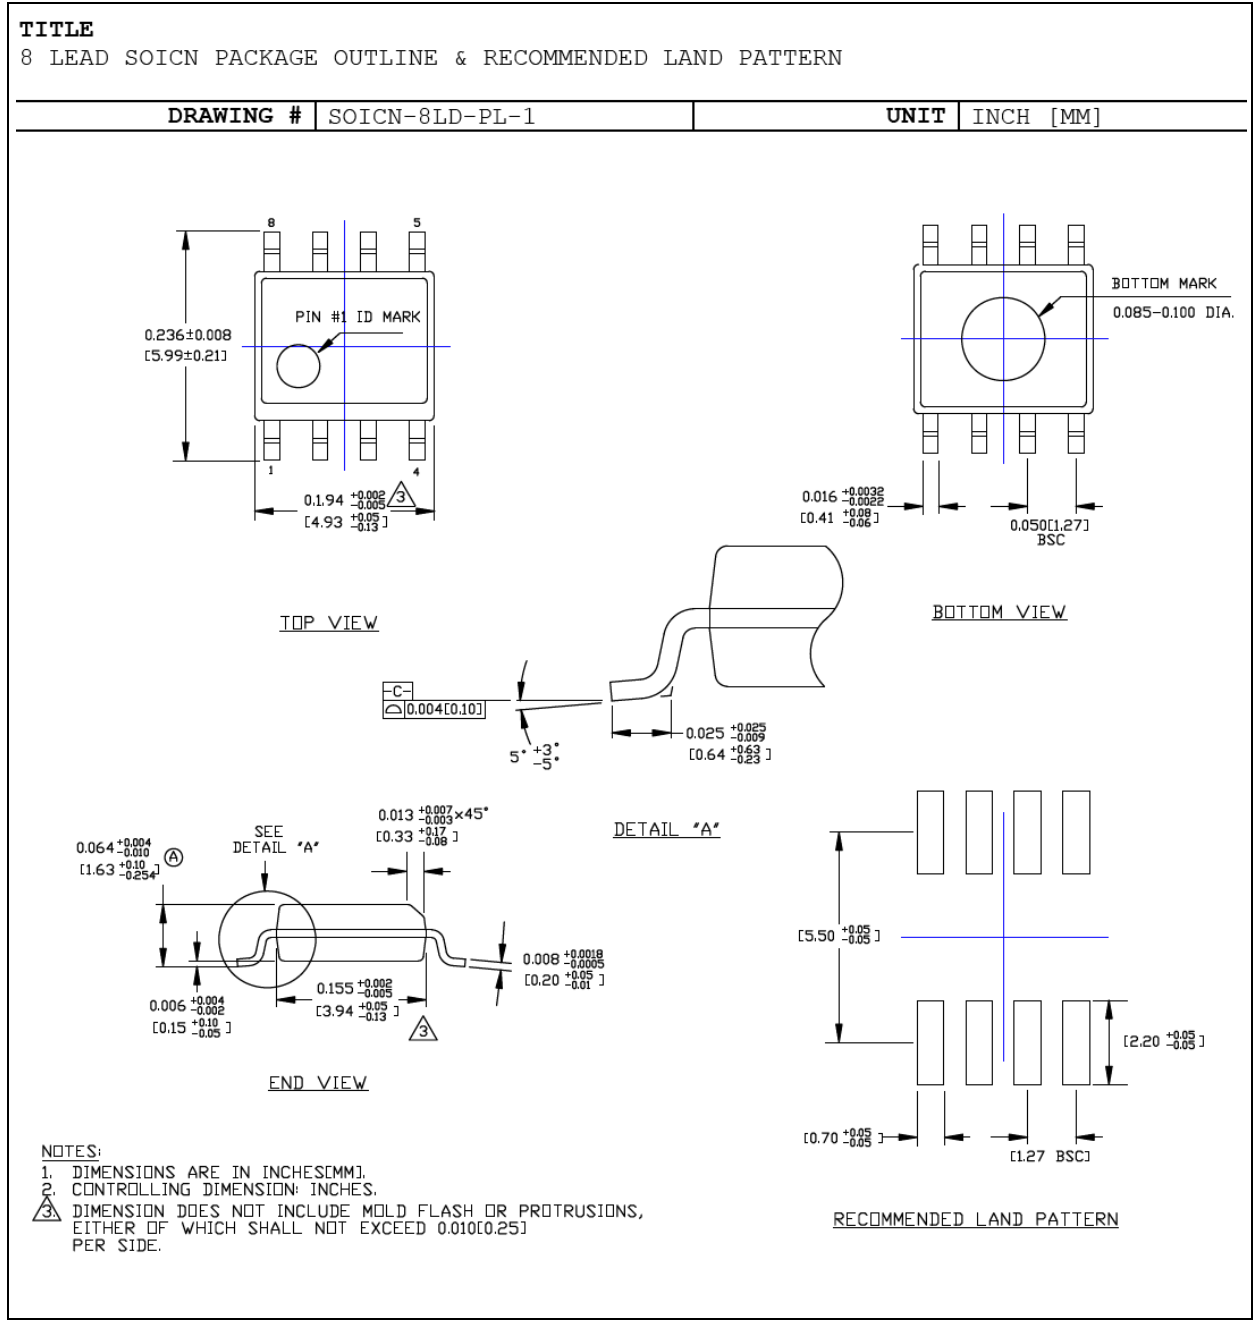 TITLE
8 LEAD SOICN PACKAGE OUTLINE & RECOMMENDED LAND PATTERN
DRAWING # SOICN-8LD-PL-1 UNIT INCH [MM]
8 5
PIN #1 ID MARK
0.236±0.008
[5.99±0.21]
1 4
0.1.94 +0.002 -0.005 3
[4.93 +0.05 -0.13 ]
TOP VIEW
BOTTOM MARK
0.085-0.100 DIA.
0.016 +0.0032 -0.0022
[0.41 +0.08 -0.06 ]
0.050[1.27]
BSC
BOTTOM VIEW
-C-
0.004[0.10]
5° +3° -5°
0.025 +0.025 -0.009
[0.64 +0.63 -0.23 ]
DETAIL "A"
SEE
DETAIL "A"
0.064 +0.004 -0.010 A
[1.63 +0.10 -0.254 ]
0.013 +0.007 -0.003 ×45°
[0.33 +0.17 -0.08 ]
0.008 +0.0018 -0.0005
[0.20 +0.05 -0.01 ]
0.006 +0.004 -0.002
[0.15 +0.10 -0.05 ]
0.155 +0.002 -0.005
[3.94 +0.05 -0.13 ]
3
END VIEW
[5.50 +0.05 -0.05 ]
[2.20 +0.05 -0.05 ]
[0.70 +0.05 -0.05 ]
[1.27 BSC]
RECOMMENDED LAND PATTERN
NOTES:
1. DIMENSIONS ARE IN INCHES[MM].
2. CONTROLLING DIMENSION: INCHES.
3. DIMENSION DOES NOT INCLUDE MOLD FLASH OR PROTRUSIONS,
EITHER OF WHICH SHALL NOT EXCEED 0.010[0.25]
PER SIDE.